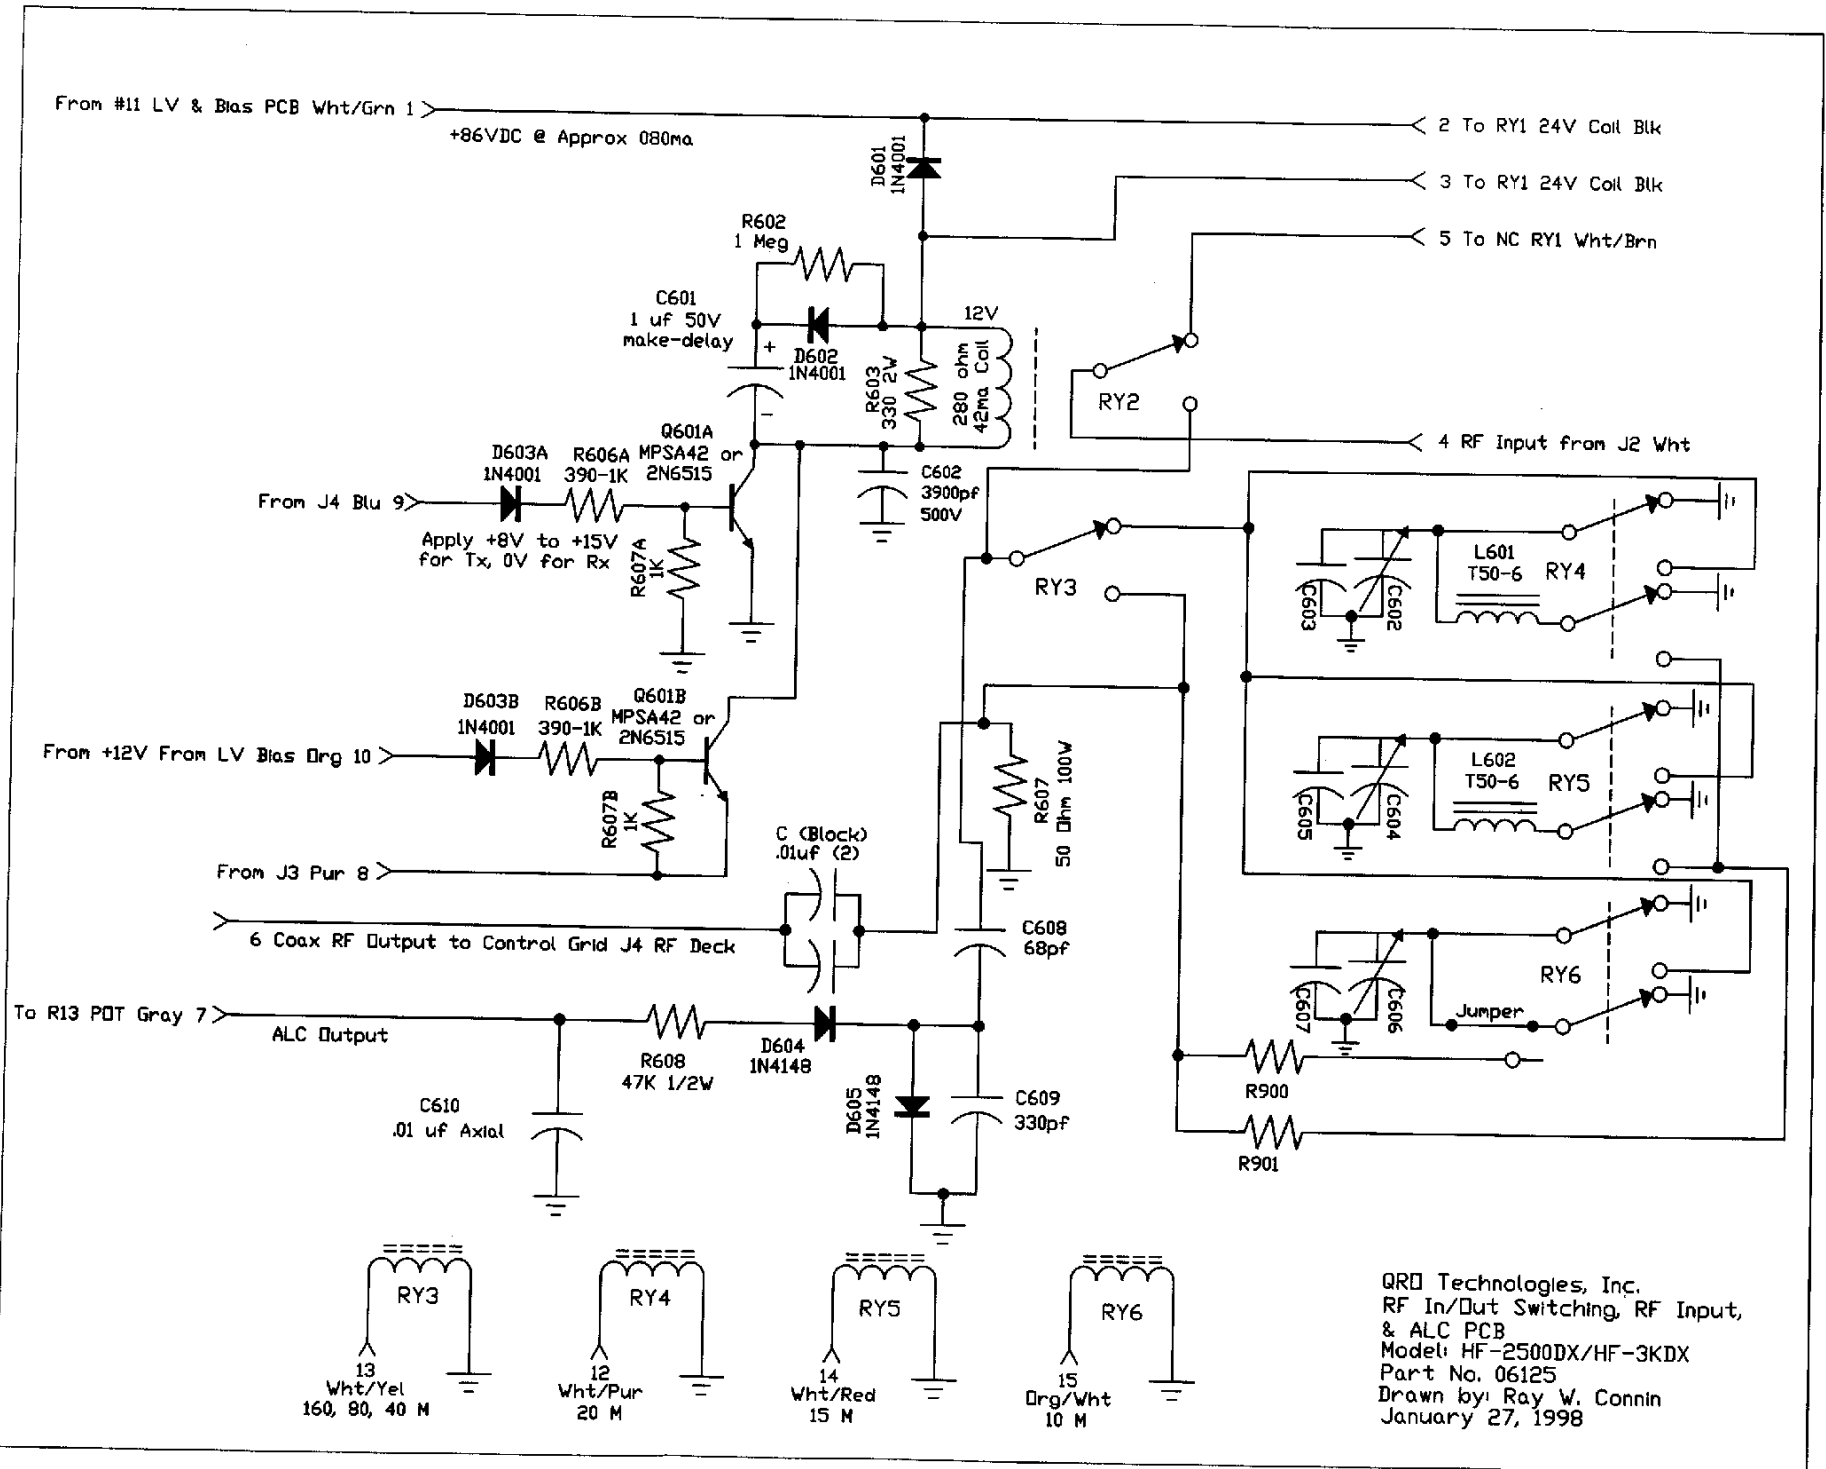 From #11 LV & Bias PCB Wht/Grn 1
+86VDC @ Approx 080ma
2 To RY1 24V Coil Blk
D601
1N4001
3 To RY1 24V Coil Blk
R602
1 Meg
5 To NC RY1 Wht/Brn
C601
1 uf 50V
make-delay
+
-
D602
1N4001
12V
R603
330 2W
280 ohm
42ma Coil
RY2
4 RF Input from J2 Wht
Q601A
MPSA42 or
2N6515
D603A
1N4001
R606A
390-1K
C602
3900pf
500V
From J4 Blu 9
Apply +8V to +15V
for Tx, 0V for Rx
R607A
1K
RY3
L601
T50-6
RY4
C603
C602
Q601B
MPSA42 or
2N6515
D603B
1N4001
R606B
390-1K
From +12V From LV Bias Org 10
R607B
1K
L602
T50-6
RY5
C605
C604
R607
50 Ohm 100W
C (Block)
.01uf (2)
From J3 Pur 8
6 Coax RF Output to Control Grid J4 RF Deck
C608
68pf
RY6
C607
C606
Jumper
To R13 POT Gray 7
ALC Output
R608
47K 1/2W
D604
1N4148
D605
1N4148
C609
330pf
C610
.01 uf Axial
R900
R901
RY3
13
Wht/Yel
160, 80, 40 M
RY4
12
Wht/Pur
20 M
RY5
14
Wht/Red
15 M
RY6
15
Org/Wht
10 M
QRO Technologies, Inc.
RF In/Out Switching, RF Input,
& ALC PCB
Model: HF-2500DX/HF-3KDX
Part No. 06125
Drawn by: Ray W. Connin
January 27, 1998